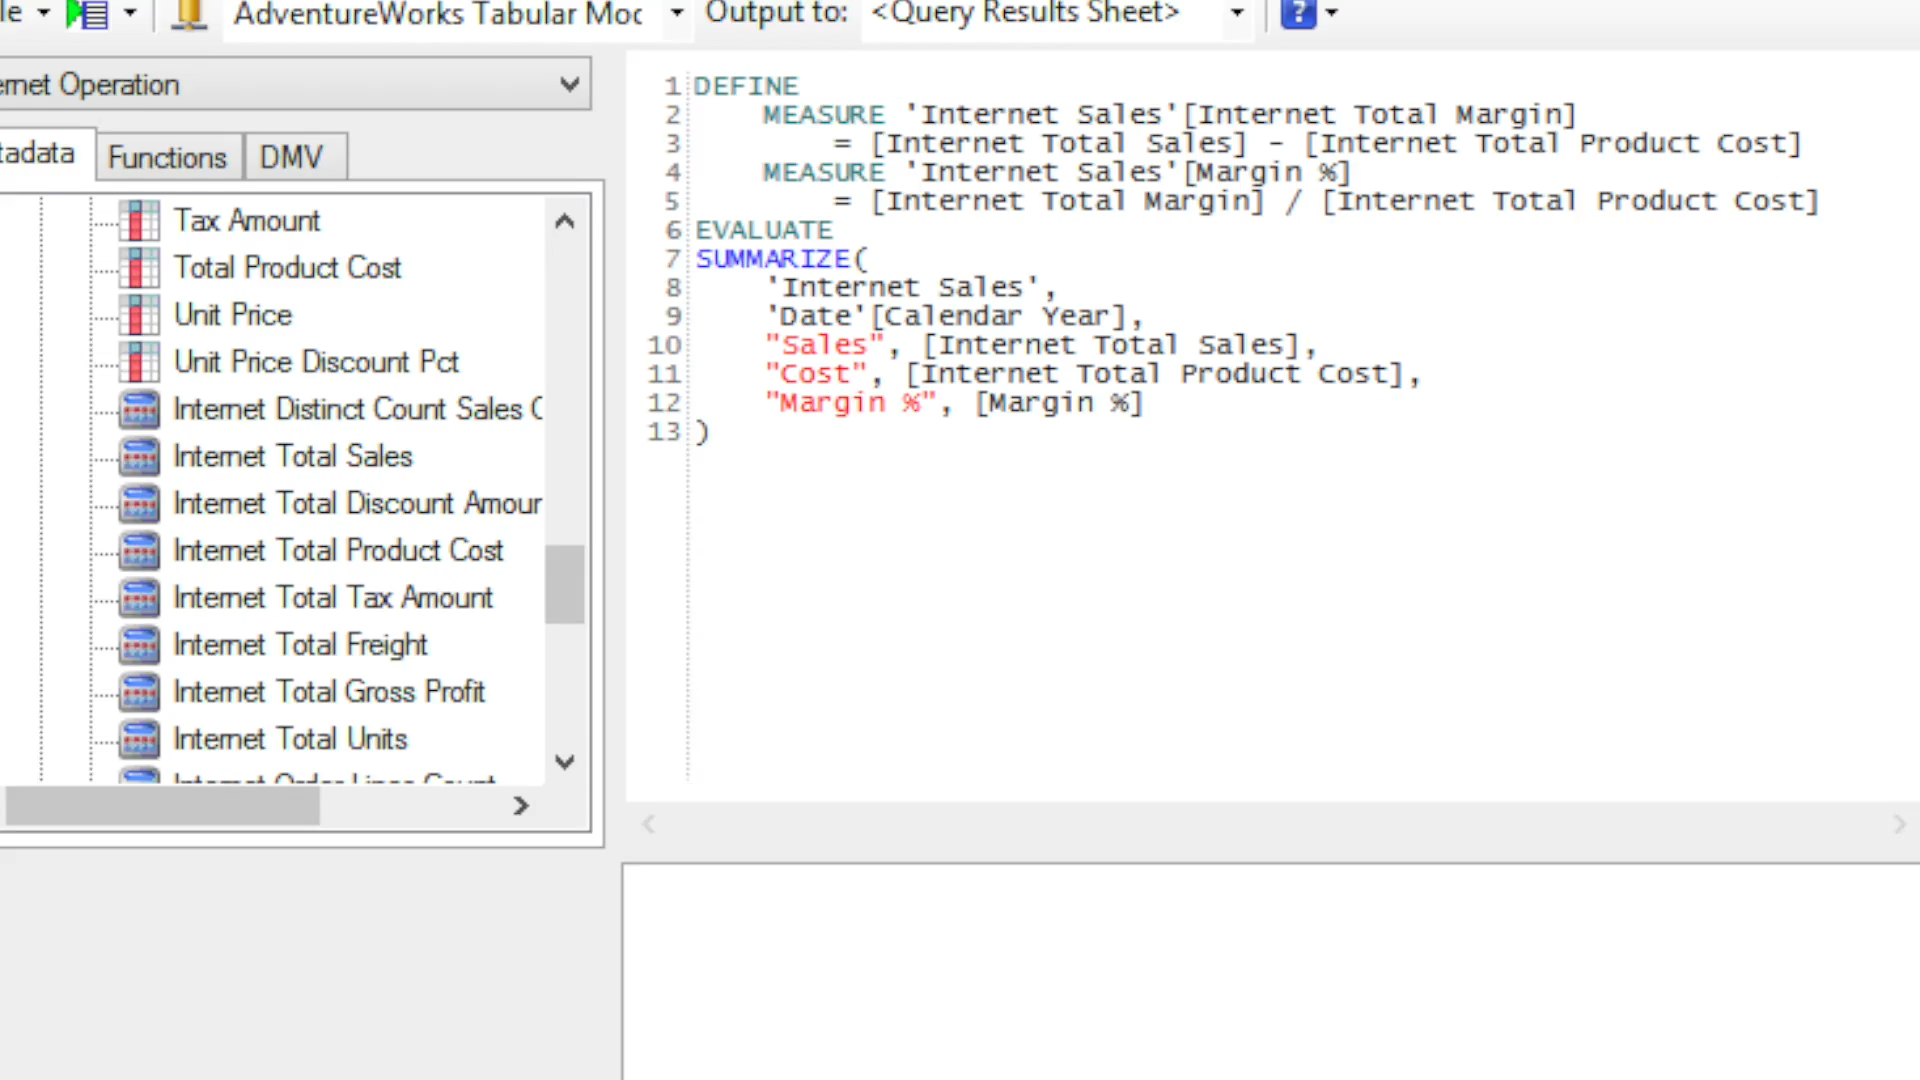 le
AdventureWorks Tabular Moc
Output to:
<Query Results Sheet>
?
ernet Operation
tadata
Functions
DMV
Tax Amount
Total Product Cost
Unit Price
Unit Price Discount Pct
Internet Distinct Count Sales C
Internet Total Sales
Internet Total Discount Amour
Internet Total Product Cost
Internet Total Tax Amount
Internet Total Freight
Internet Total Gross Profit
Internet Total Units
Internet Order Lines Count
1 DEFINE
2 MEASURE 'Internet Sales'[Internet Total Margin]
3 = [Internet Total Sales] - [Internet Total Product Cost]
4 MEASURE 'Internet Sales'[Margin %]
5 = [Internet Total Margin] / [Internet Total Product Cost]
6 EVALUATE
7 SUMMARIZE(
8 'Internet Sales',
9 'Date'[Calendar Year],
10 "Sales", [Internet Total Sales],
11 "Cost", [Internet Total Product Cost],
12 "Margin %", [Margin %]
13 )